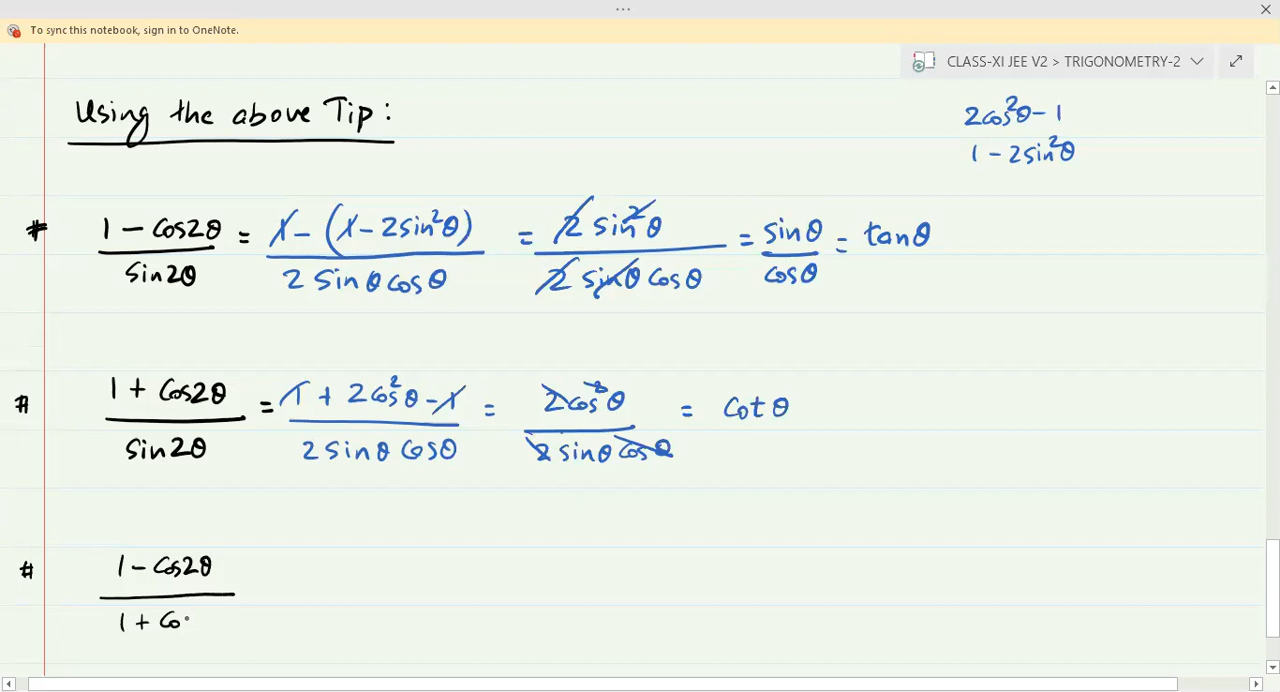 To sync this notebook, sign in to OneNote.
CLASS-XI JEE V2 > TRIGONOMETRY-2
Using the above Tip:
2cos²θ - 1
1 - 2sin²θ
# (1 - cos2θ)/(sin2θ) = (1 - (1 - 2sin²θ))/(2 sinθ cosθ) = (2 sin²θ)/(2 sinθ cosθ) = sinθ/cosθ = tanθ
# (1 + cos2θ)/(sin2θ) = (1 + 2cos²θ - 1)/(2 sinθ cosθ) = (2cos²θ)/(2 sinθ cosθ) = cot θ
# (1 - cos2θ)/(1 + co